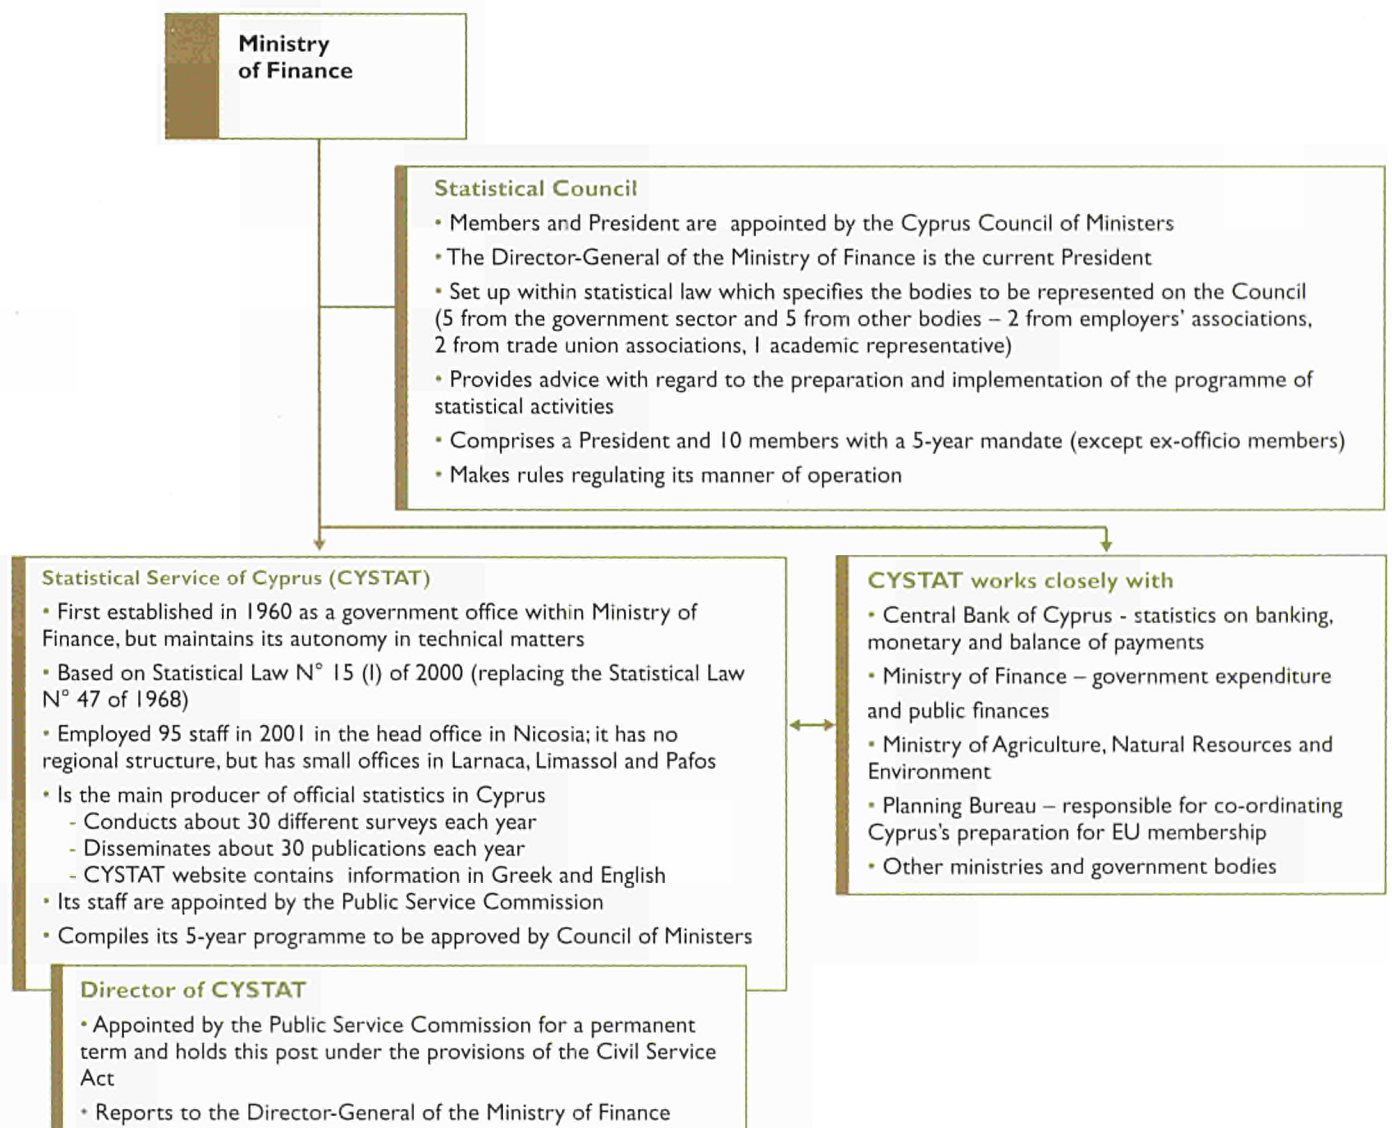 Ministry
of Finance
Statistical Council
• Members and President are appointed by the Cyprus Council of Ministers
• The Director-General of the Ministry of Finance is the current President
• Set up within statistical law which specifies the bodies to be represented on the Council
(5 from the government sector and 5 from other bodies – 2 from employers' associations,
2 from trade union associations, 1 academic representative)
• Provides advice with regard to the preparation and implementation of the programme of
statistical activities
• Comprises a President and 10 members with a 5-year mandate (except ex-officio members)
• Makes rules regulating its manner of operation
Statistical Service of Cyprus (CYSTAT)
• First established in 1960 as a government office within Ministry of
Finance, but maintains its autonomy in technical matters
• Based on Statistical Law N° 15 (I) of 2000 (replacing the Statistical Law
N° 47 of 1968)
• Employed 95 staff in 2001 in the head office in Nicosia; it has no
regional structure, but has small offices in Larnaca, Limassol and Pafos
• Is the main producer of official statistics in Cyprus
- Conducts about 30 different surveys each year
- Disseminates about 30 publications each year
- CYSTAT website contains information in Greek and English
• Its staff are appointed by the Public Service Commission
• Compiles its 5-year programme to be approved by Council of Ministers
CYSTAT works closely with
• Central Bank of Cyprus - statistics on banking,
monetary and balance of payments
• Ministry of Finance – government expenditure
and public finances
• Ministry of Agriculture, Natural Resources and
Environment
• Planning Bureau – responsible for co-ordinating
Cyprus's preparation for EU membership
• Other ministries and government bodies
Director of CYSTAT
• Appointed by the Public Service Commission for a permanent
term and holds this post under the provisions of the Civil Service
Act
• Reports to the Director-General of the Ministry of Finance